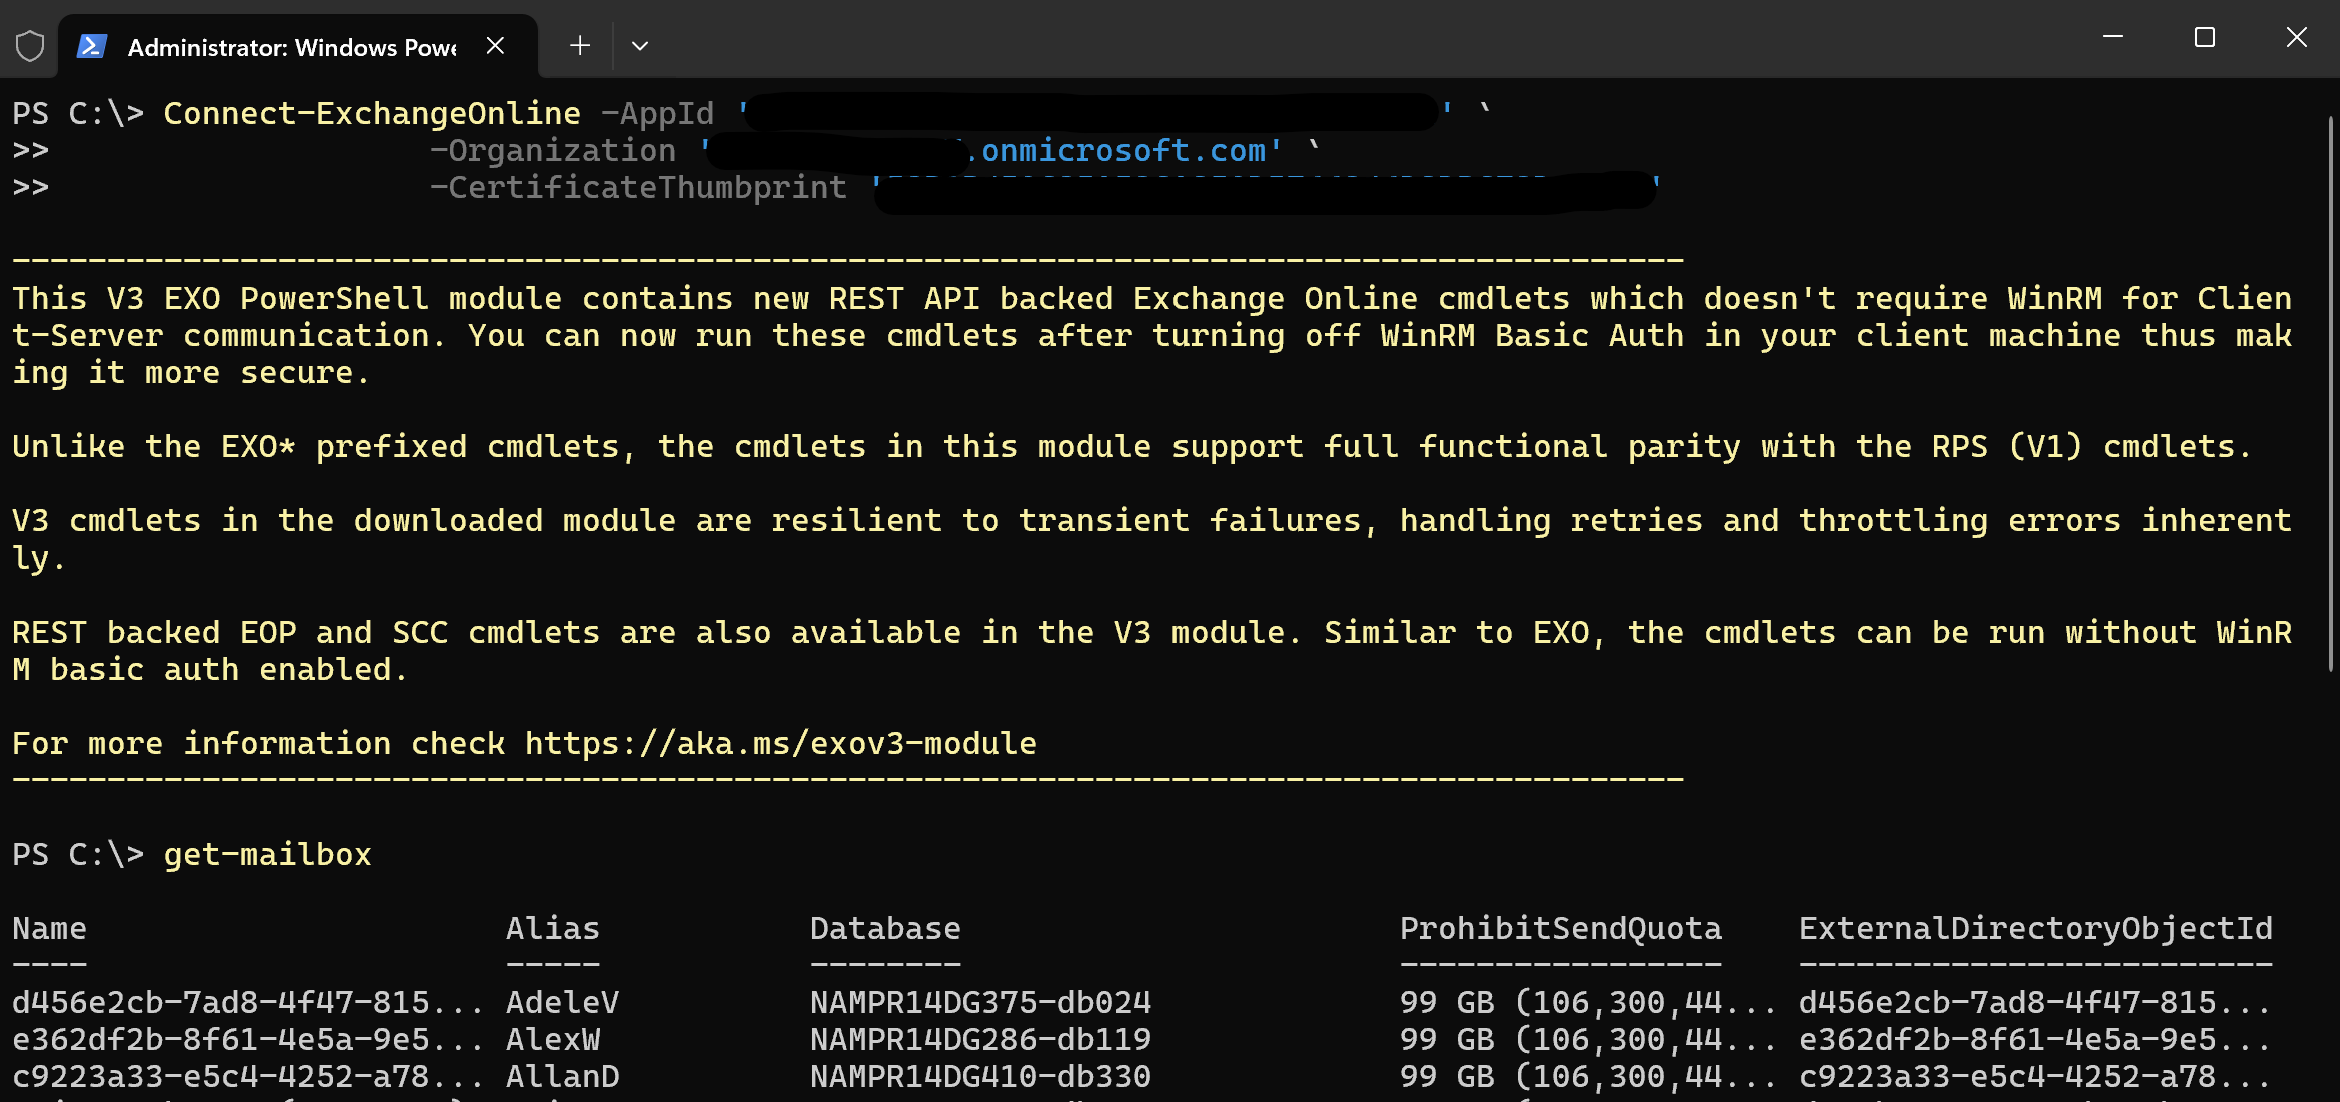 Administrator: Windows Powe
PS C:\> Connect-ExchangeOnline -AppId '' `
>> -Organization '.onmicrosoft.com' `
>> -CertificateThumbprint ''
----------------------------------------------------------------------------------------
This V3 EXO PowerShell module contains new REST API backed Exchange Online cmdlets which doesn't require WinRM for Clien
t-Server communication. You can now run these cmdlets after turning off WinRM Basic Auth in your client machine thus mak
ing it more secure.
Unlike the EXO* prefixed cmdlets, the cmdlets in this module support full functional parity with the RPS (V1) cmdlets.
V3 cmdlets in the downloaded module are resilient to transient failures, handling retries and throttling errors inherent
ly.
REST backed EOP and SCC cmdlets are also available in the V3 module. Similar to EXO, the cmdlets can be run without WinR
M basic auth enabled.
For more information check https://aka.ms/exov3-module
----------------------------------------------------------------------------------------
PS C:\> get-mailbox
Name Alias Database ProhibitSendQuota ExternalDirectoryObjectId
---- ----- -------- ----------------- -------------------------
d456e2cb-7ad8-4f47-815... AdeleV NAMPR14DG375-db024 99 GB (106,300,44... d456e2cb-7ad8-4f47-815...
e362df2b-8f61-4e5a-9e5... AlexW NAMPR14DG286-db119 99 GB (106,300,44... e362df2b-8f61-4e5a-9e5...
c9223a33-e5c4-4252-a78... AllanD NAMPR14DG410-db330 99 GB (106,300,44... c9223a33-e5c4-4252-a78...